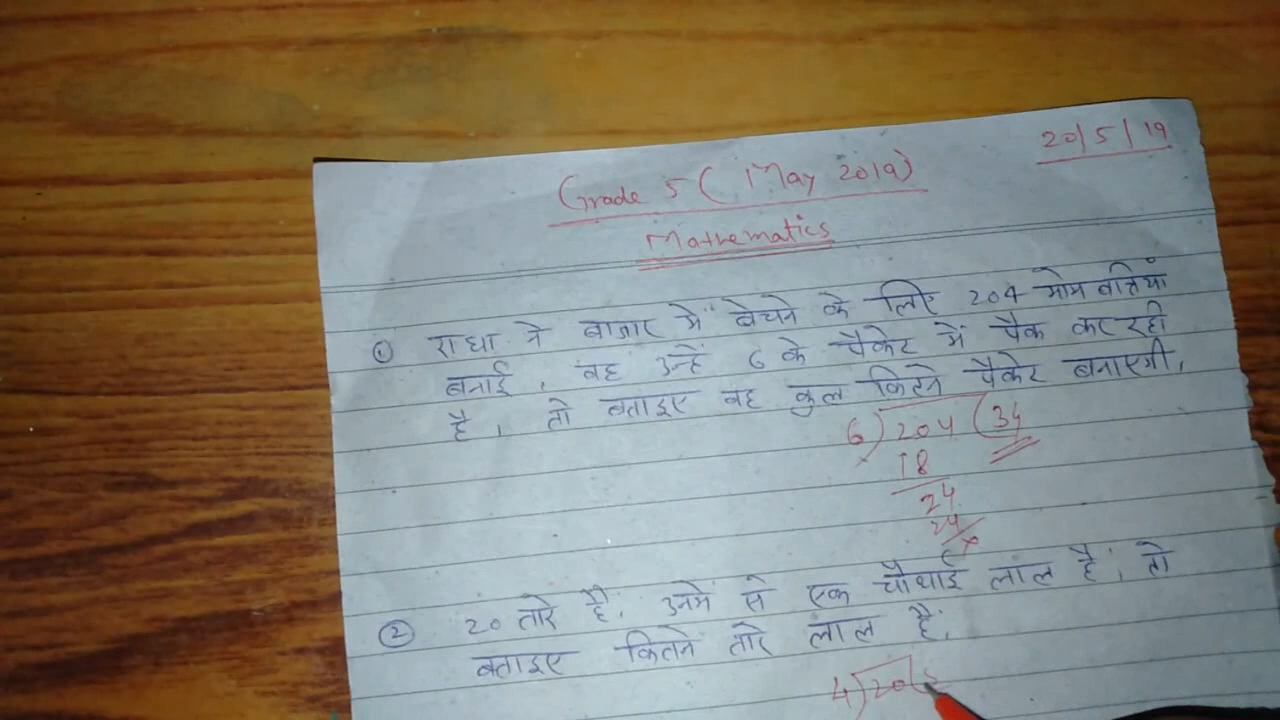 20/5/19
Grade 5 ( May 2019)
Mathematics
① राधा ने बाजार में बेचने के लिए 204 मोम बत्तियां
बनाई, वह उन्हें 6 के पैकेट में पैक कर रही
है, तो बताइए वह कुल कितने पैकेट बनाएगी,
6) 204 (34
18
24
24
×
② 20 तारे हैं, उनमें से एक चौथाई लाल हैं, तो
बताइए कितने तारे लाल हैं,
4) 20 (5